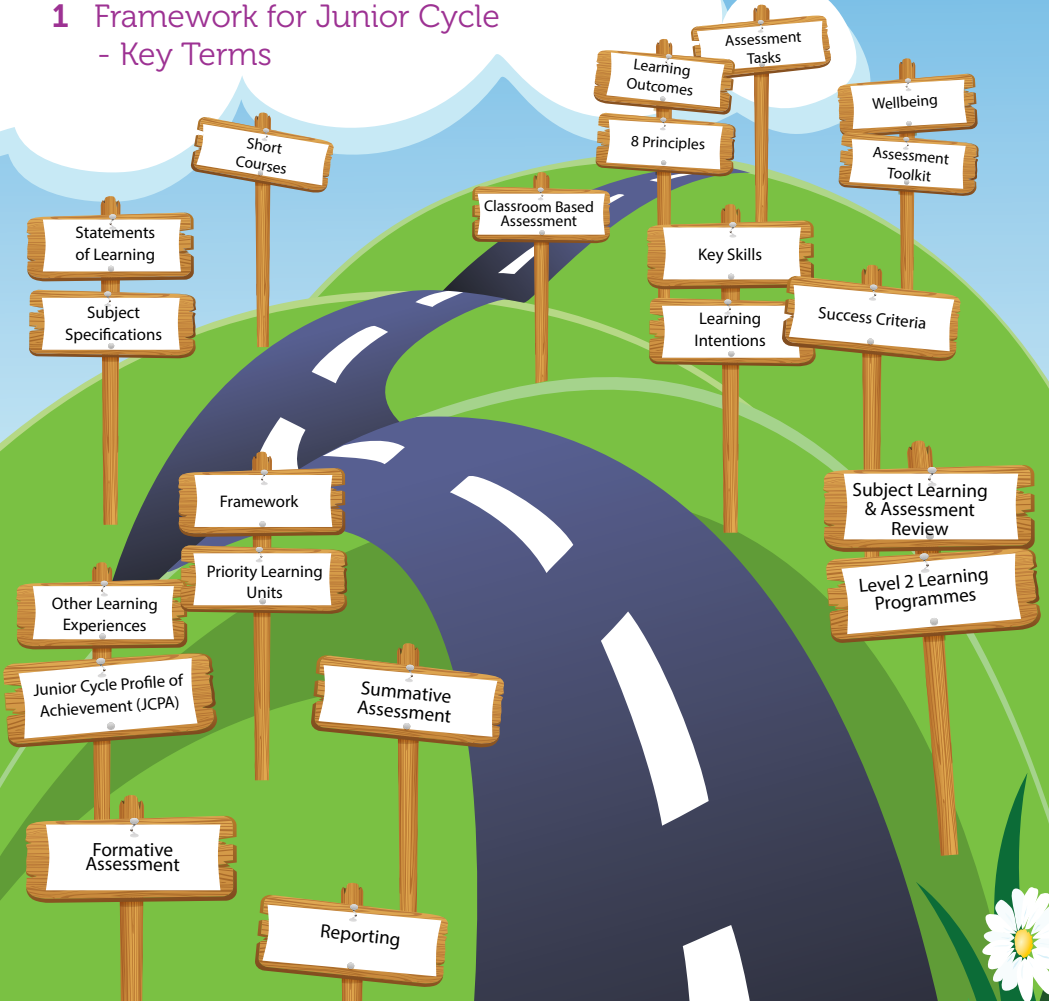 1 Framework for Junior Cycle
- Key Terms
Assessment
Tasks
Learning
Outcomes
8 Principles
Wellbeing
Assessment
Toolkit
Short
Courses
Classroom Based
Assessment
Statements
of Learning
Subject
Specifications
Key Skills
Learning
Intentions
Success Criteria
Framework
Priority Learning
Units
Subject Learning
& Assessment
Review
Level 2 Learning
Programmes
Other Learning
Experiences
Junior Cycle Profile of
Achievement (JCPA)
Summative
Assessment
Formative
Assessment
Reporting